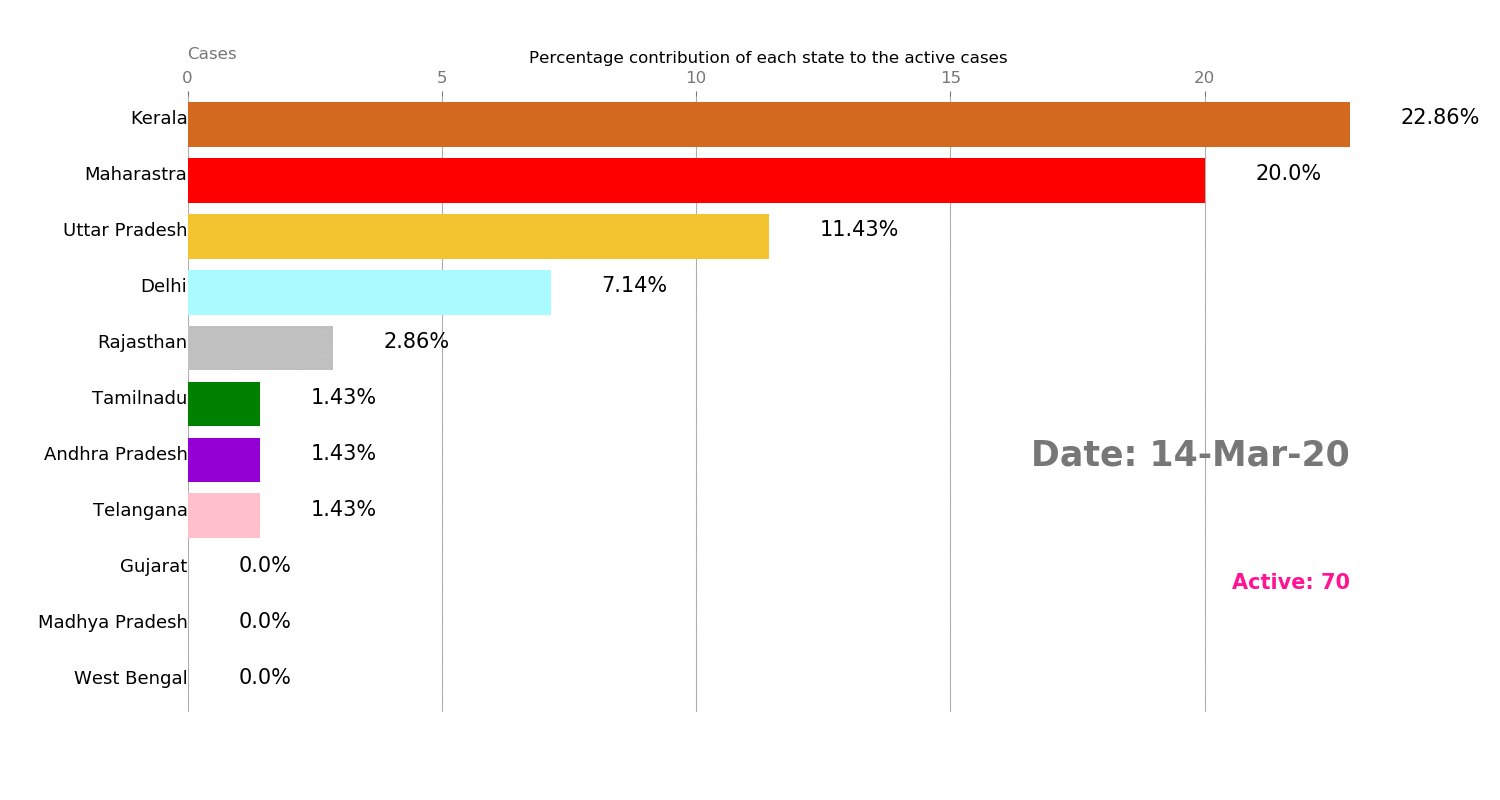 Cases
Percentage contribution of each state to the active cases
0 5 10 15 20
Kerala 22.86%
Maharastra 20.0%
Uttar Pradesh 11.43%
Delhi 7.14%
Rajasthan 2.86%
Tamilnadu 1.43%
Andhra Pradesh 1.43%
Date: 14-Mar-20
Telangana 1.43%
Gujarat 0.0%
Active: 70
Madhya Pradesh 0.0%
West Bengal 0.0%